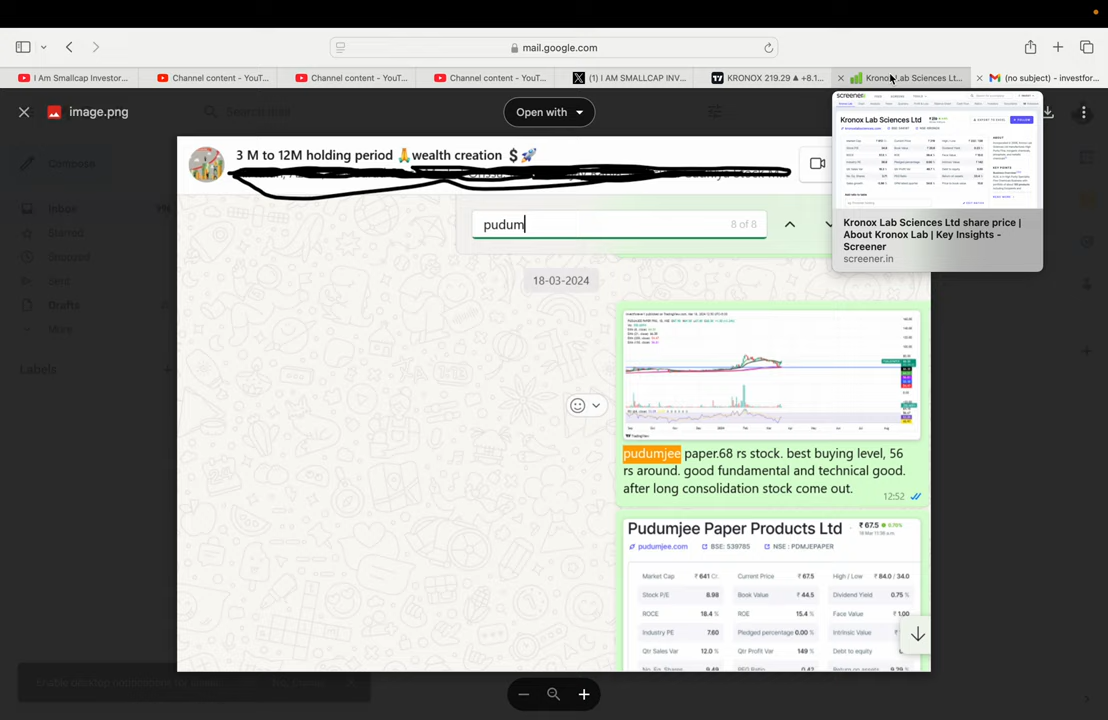 mail.google.com
I Am Smallcap Investor...
Channel content - YouT...
Channel content - YouT...
Channel content - YouT...
(1) I AM SMALLCAP INV...
KRONOX 219.29 ▲ +8.1...
Kronox Lab Sciences Lt...
(no subject) - investfor...
image.png
Open with
Compose
Inbox
Starred
Snoozed
Sent
Drafts
More
Labels
3 M to 12M holding period 🙏wealth creation 💲🚀
pudum
8 of 8
Kronox Lab Sciences Ltd
Kronox Lab Sciences Ltd share price |
About Kronox Lab | Key Insights -
Screener
screener.in
18-03-2024
pudumjee paper.68 rs stock. best buying level, 56
rs around. good fundamental and technical good.
after long consolidation stock come out.
12:52
Pudumjee Paper Products Ltd
₹ 67.5
pudumjee.com BSE: 539785 NSE : PDMJEPAPER
Market Cap ₹ 641 Cr. Current Price ₹ 67.5 High / Low ₹ 84.0 / 34.0
Stock P/E 8.98 Book Value ₹ 44.5 Dividend Yield 0.75 %
ROCE 18.4 % ROE 15.4 % Face Value ₹ 1.00
Industry PE 7.60 Pledged percentage 0.00 % Intrinsic Value
Qtr Sales Var 12.0 % Qtr Profit Var 149 % Debt to equity